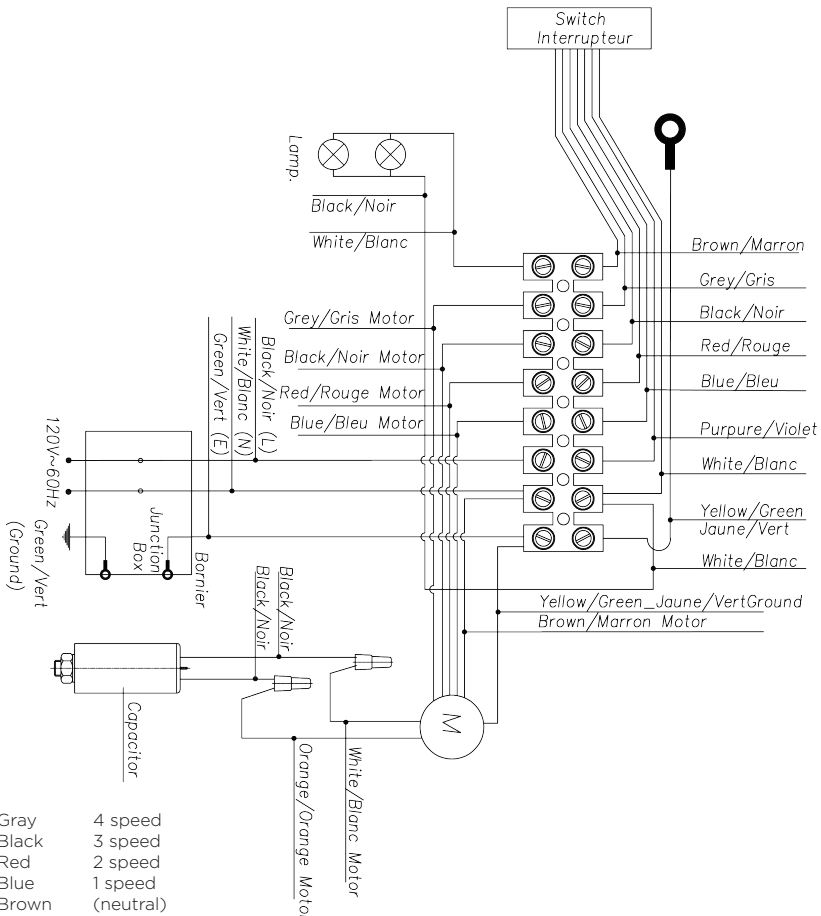 Switch
Interrupteur
Lamp.
Black/Noir
White/Blanc
Brown/Marron
Grey/Gris
Black/Noir
Red/Rouge
Blue/Bleu
Purpure/Violet
White/Blanc
Yellow/Green
Jaune/Vert
White/Blanc
Grey/Gris Motor
Black/Noir Motor
Red/Rouge Motor
Blue/Bleu Motor
Black/Noir (L)
White/Blanc (N)
Green/Vert (E)
120V~60Hz
Green/Vert
(Ground)
Junction
Box
Bornier
Yellow/Green_Jaune/VertGround
Brown/Marron Motor
Black/Noir
Black/Noir
Capacitor
M
White/Blanc Motor
Orange/Orange Motor
Gray 4 speed
Black 3 speed
Red 2 speed
Blue 1 speed
Brown (neutral)